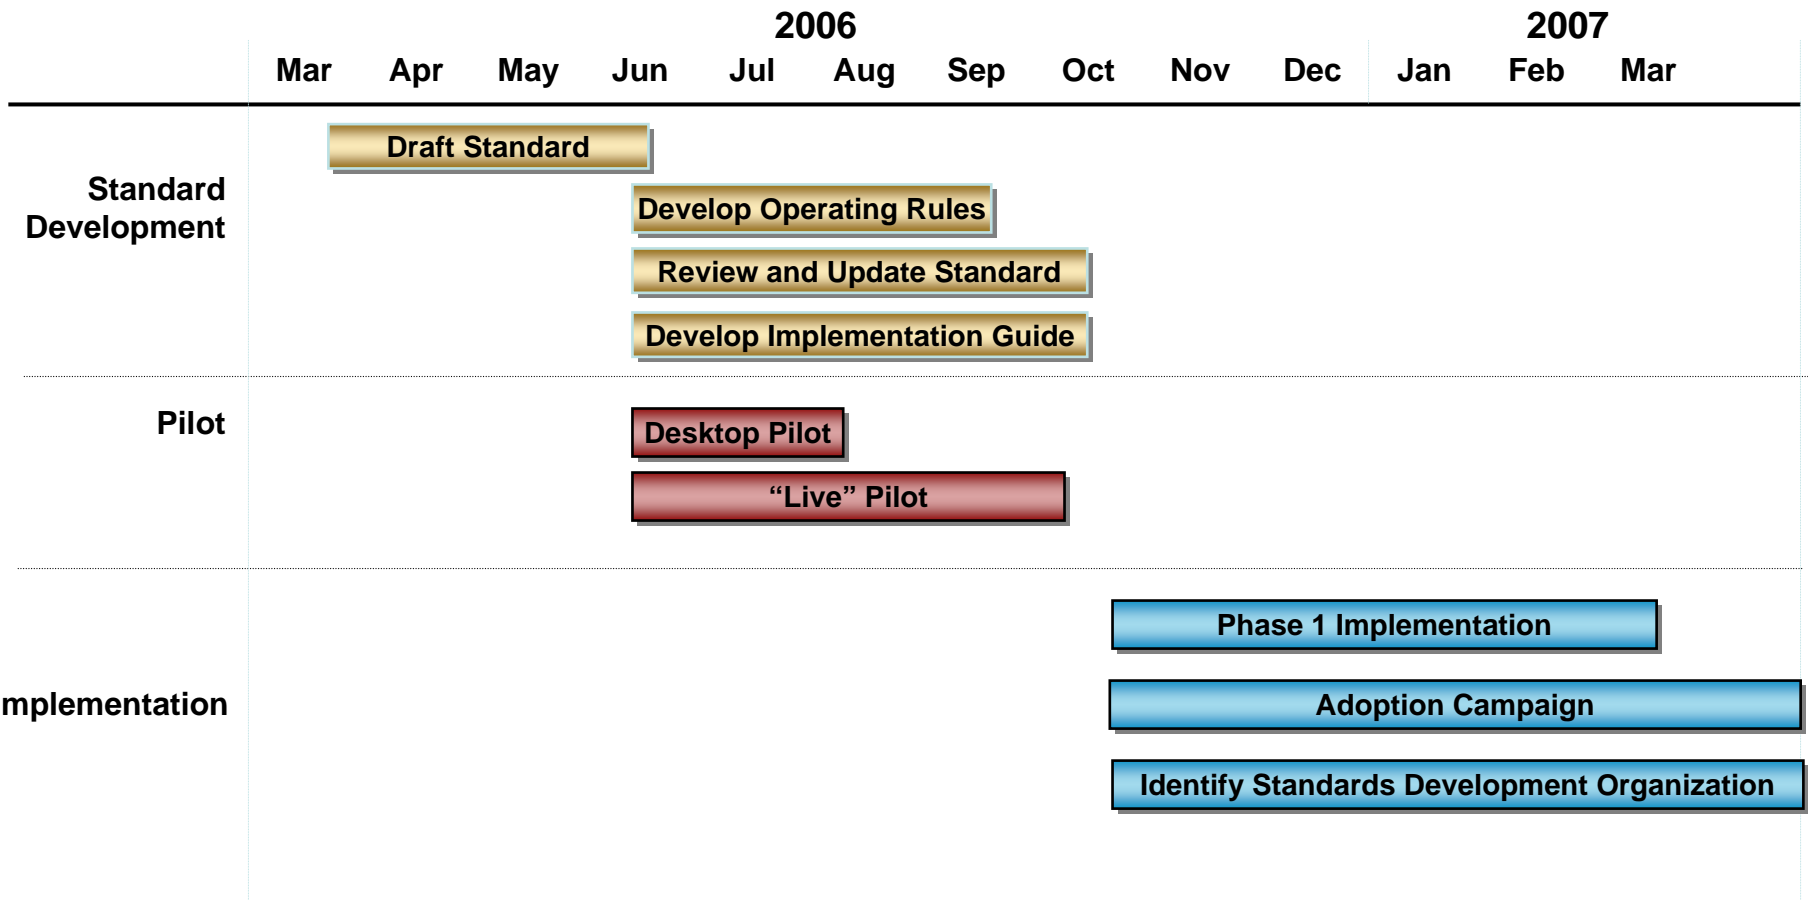 2006 2007
Mar Apr May Jun Jul Aug Sep Oct Nov Dec Jan Feb Mar
Draft Standard
Standard
Development
Develop Operating Rules
Review and Update Standard
Develop Implementation Guide
Pilot
Desktop Pilot
“Live” Pilot
Phase 1 Implementation
mplementation
Adoption Campaign
Identify Standards Development Organization